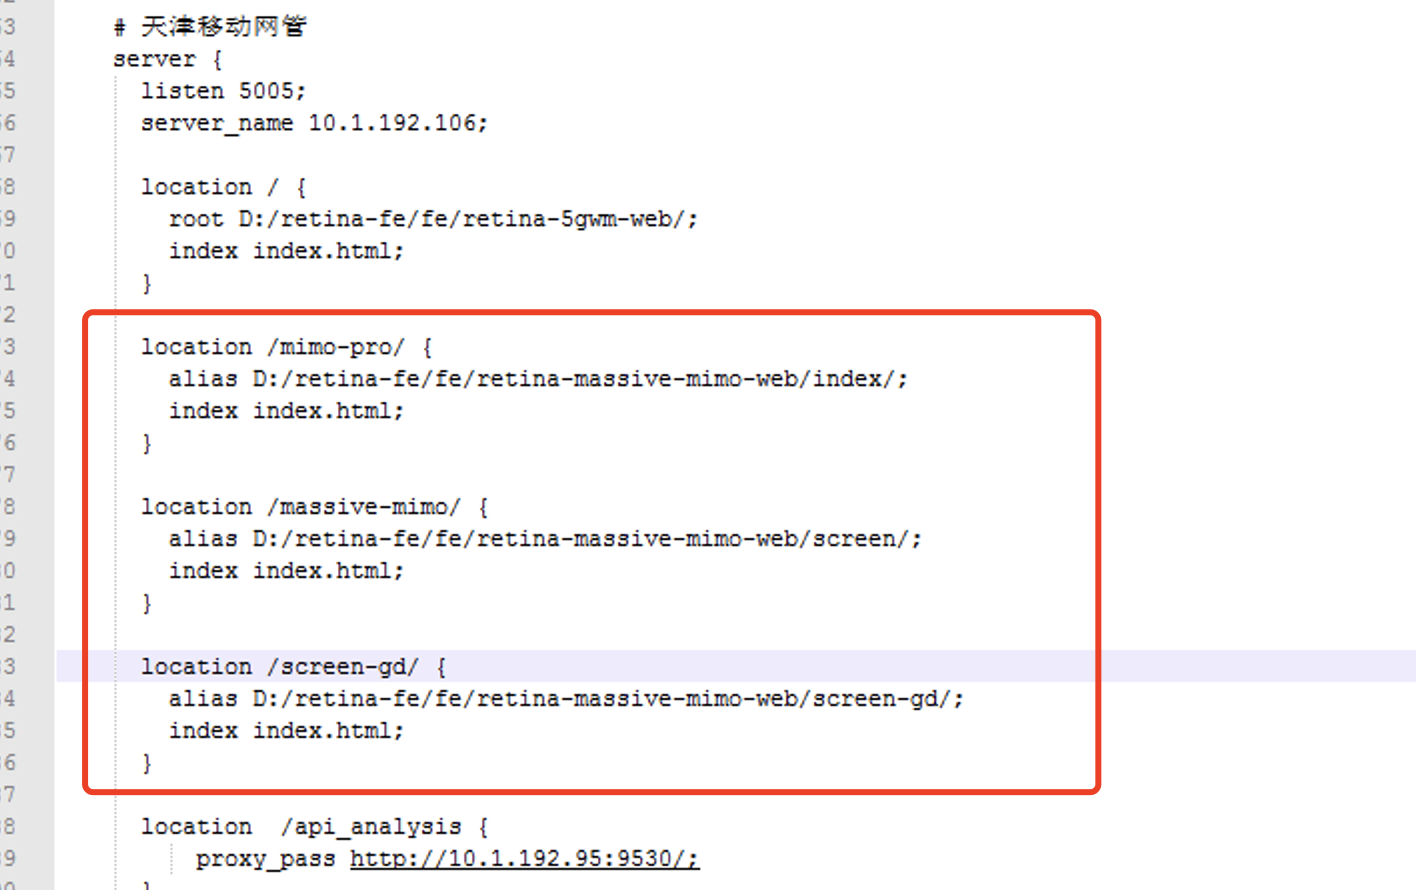 3 # 天津移动网管
4 server {
5 listen 5005;
6 server_name 10.1.192.106;
7
8 location / {
9 root D:/retina-fe/fe/retina-5gwm-web/;
0 index index.html;
1 }
2
3 location /mimo-pro/ {
4 alias D:/retina-fe/fe/retina-massive-mimo-web/index/;
5 index index.html;
6 }
7
8 location /massive-mimo/ {
9 alias D:/retina-fe/fe/retina-massive-mimo-web/screen/;
0 index index.html;
1 }
2
3 location /screen-gd/ {
4 alias D:/retina-fe/fe/retina-massive-mimo-web/screen-gd/;
5 index index.html;
6 }
7
8 location /api_analysis {
9 proxy_pass http://10.1.192.95:9530/;